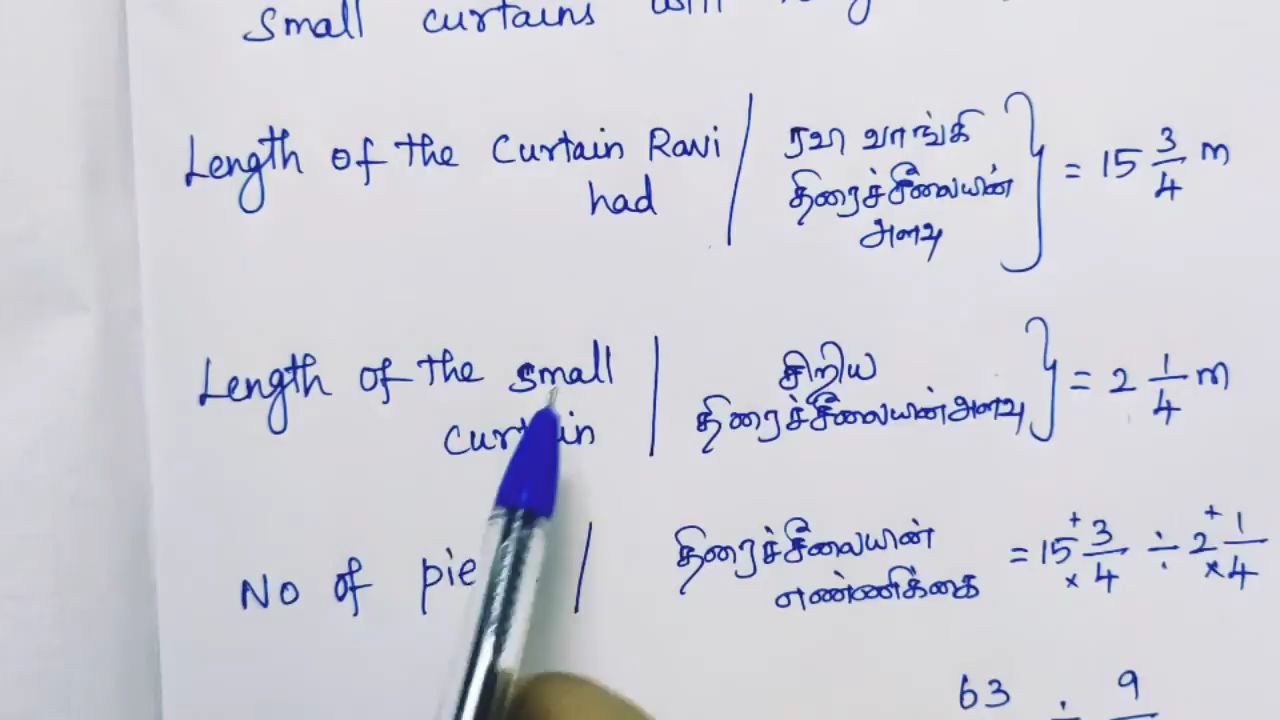 Small curtains
Length of the Curtain Ravi had / ரவி வாங்கி திரைச்சீலையின் அளவு } = 15 3/4 m
Length of the small curtain | சிறிய திரைச்சீலையின் அளவு } = 2 1/4 m
No of pie / திரைச்சீலையின் எண்ணிக்கை = 15 + 3/4 × ÷ 2 + 1/4 ×
63 ÷ 9